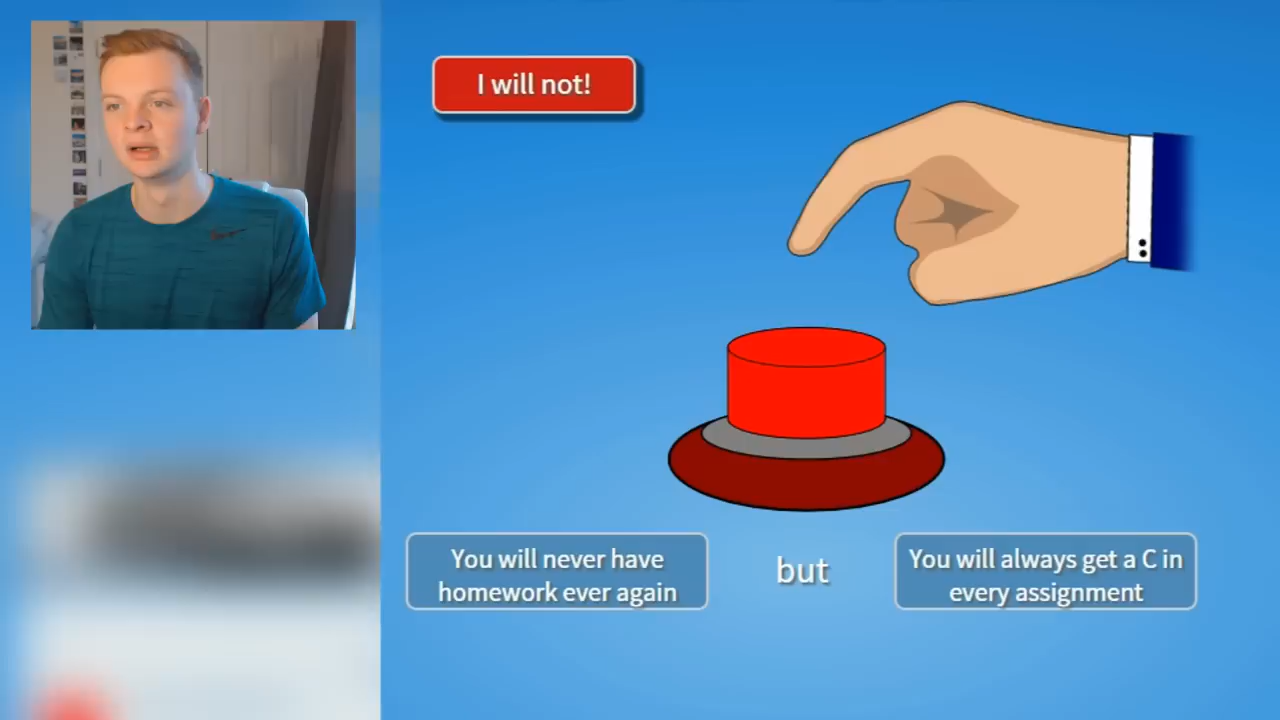 I will not!
You will never have
homework ever again
but
You will always get a C in
every assignment